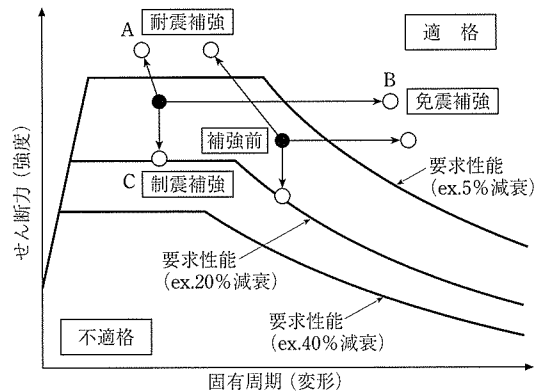 耐震補強
適 格
A
B
免震補強
補強前
C
制震補強
要求性能
(ex.5%減衰)
要求性能
(ex.20%減衰)
要求性能
(ex.40%減衰)
不適格
せん断力(強度)
固有周期(変形)